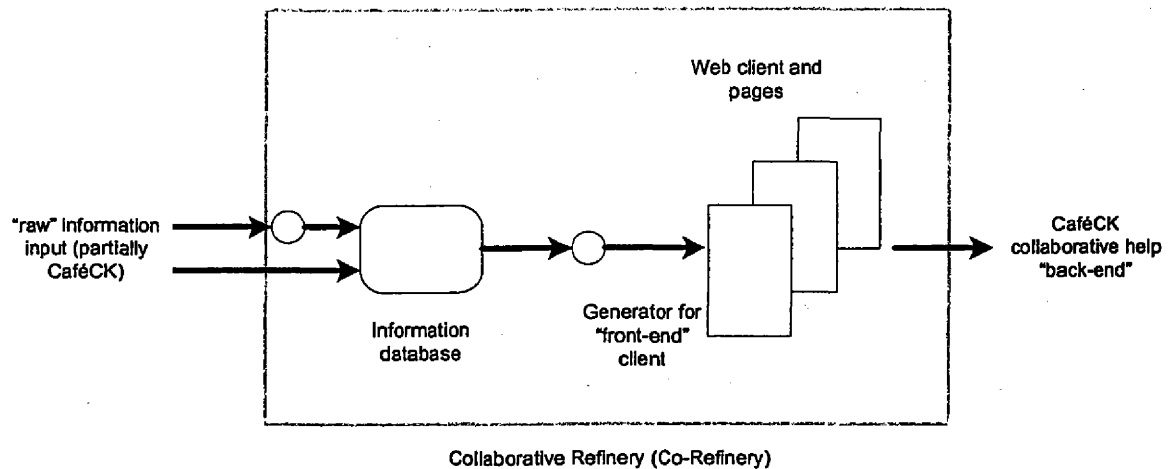 Web client and
pages
"raw" information
input (partially
CaféCK)
CaféCK
collaborative help
"back-end"
Information
database
Generator for
"front-end"
client
Collaborative Refinery (Co-Refinery)